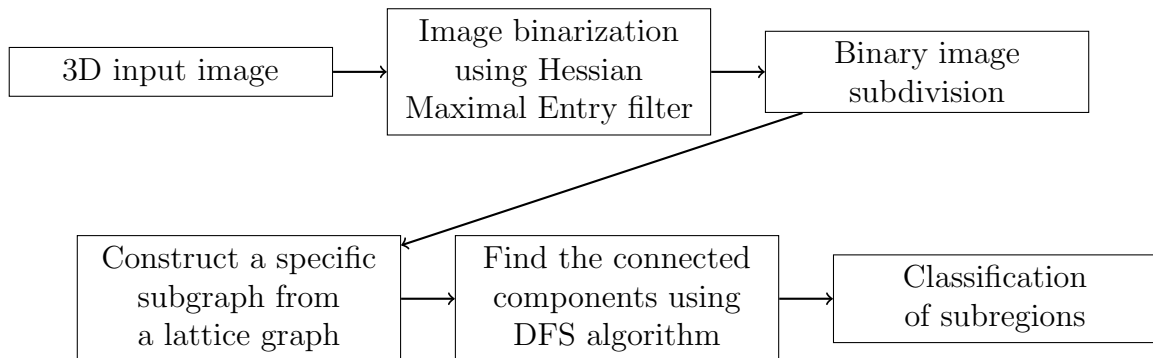 3D input image
Image binarization
using Hessian
Maximal Entry filter
Binary image
subdivision
Construct a specific
subgraph from
a lattice graph
Find the connected
components using
DFS algorithm
Classification
of subregions